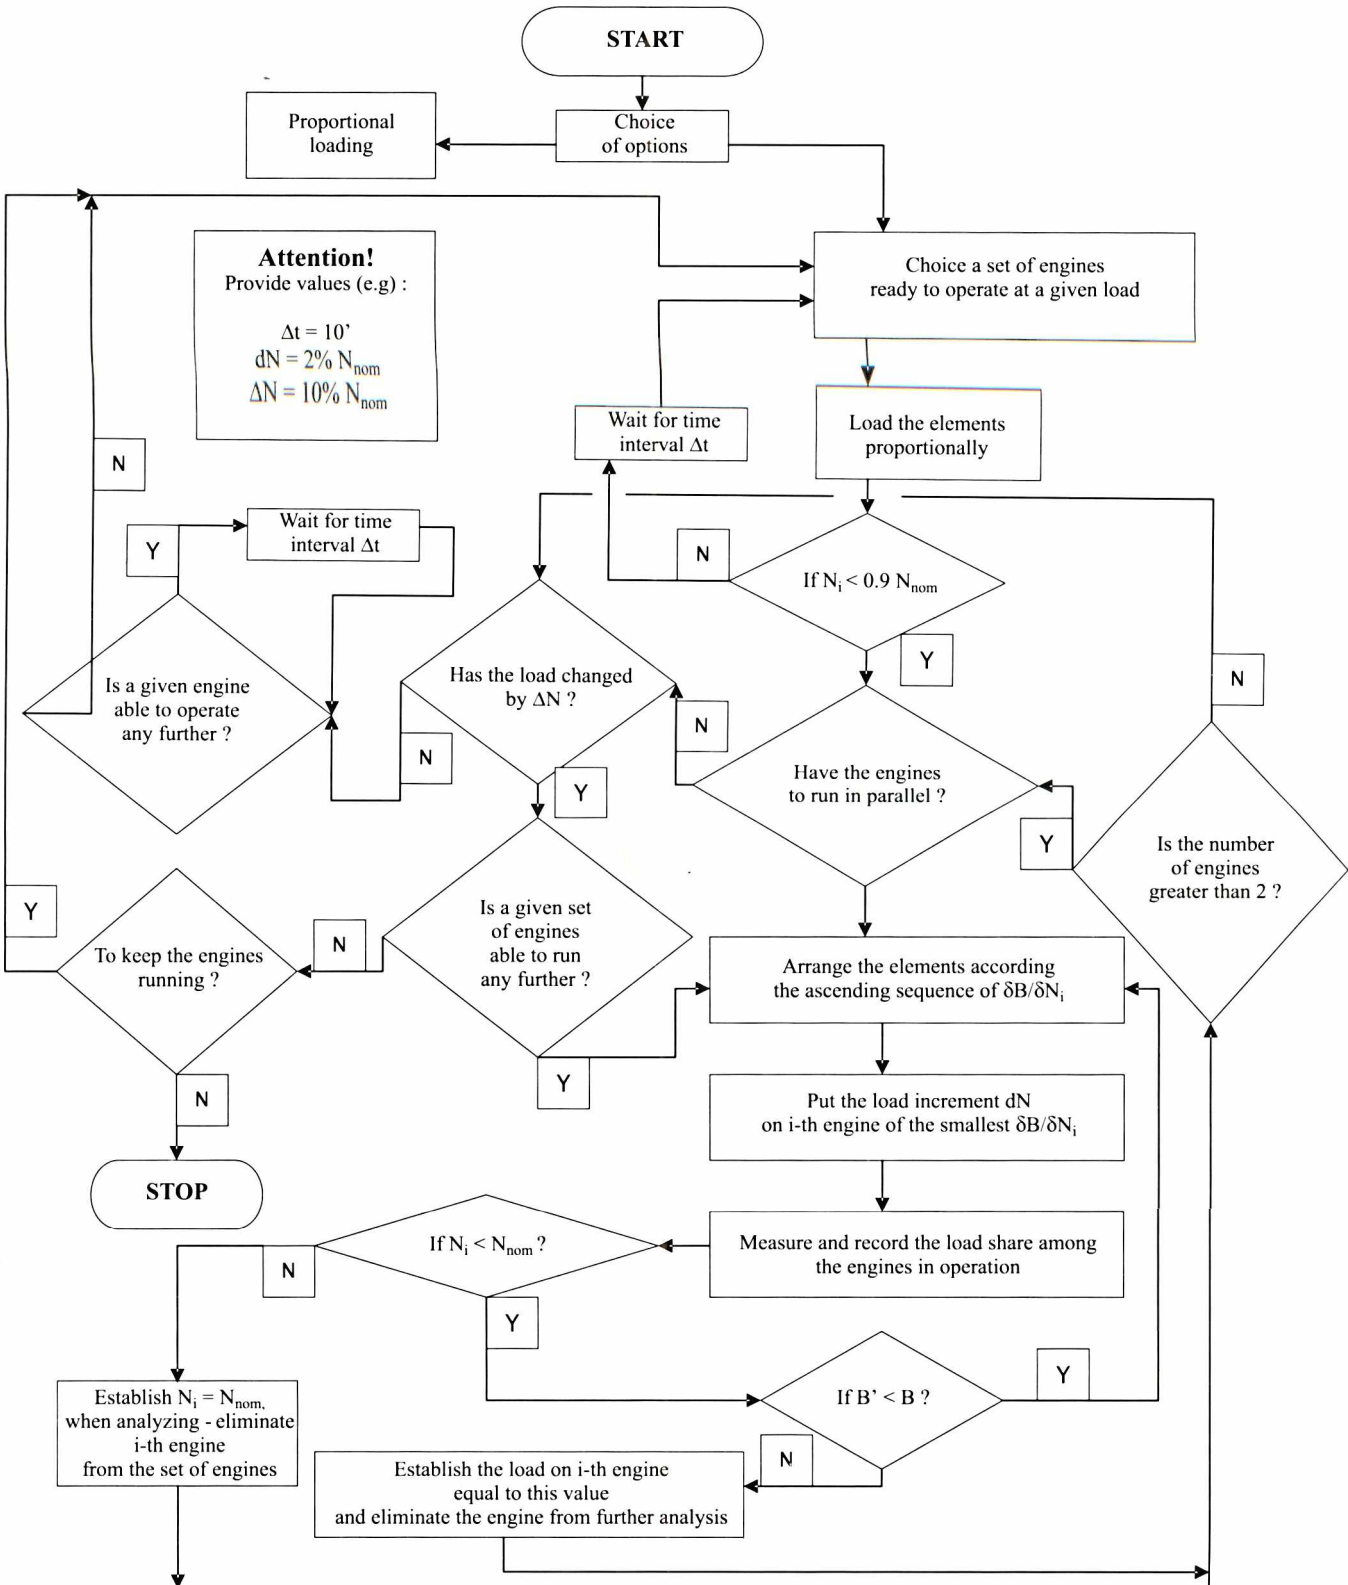 START
Proportional
loading
Choice
of options
Attention!
Provide values (e.g) :
Δt = 10’
dN = 2% Nnom
ΔN = 10% Nnom
Choice a set of engines
ready to operate at a given load
Wait for time
interval Δt
Load the elements
proportionally
N
Wait for time
interval Δt
Y
N
If Ni < 0.9 Nnom
Y
Is a given engine
able to operate
any further ?
Has the load changed
by ΔN ?
N
N
N
Y
Have the engines
to run in parallel ?
Y
Is the number
of engines
greater than 2 ?
Y
To keep the engines
running ?
N
Is a given set
of engines
able to run
any further ?
Arrange the elements according
the ascending sequence of δB/δNi
N
Y
Put the load increment dN
on i-th engine of the smallest δB/δNi
STOP
If Ni < Nnom ?
Measure and record the load share among
the engines in operation
N
Y
If B’ < B ?
Y
Establish Ni = Nnom,
when analyzing - eliminate
i-th engine
from the set of engines
N
Establish the load on i-th engine
equal to this value
and eliminate the engine from further analysis